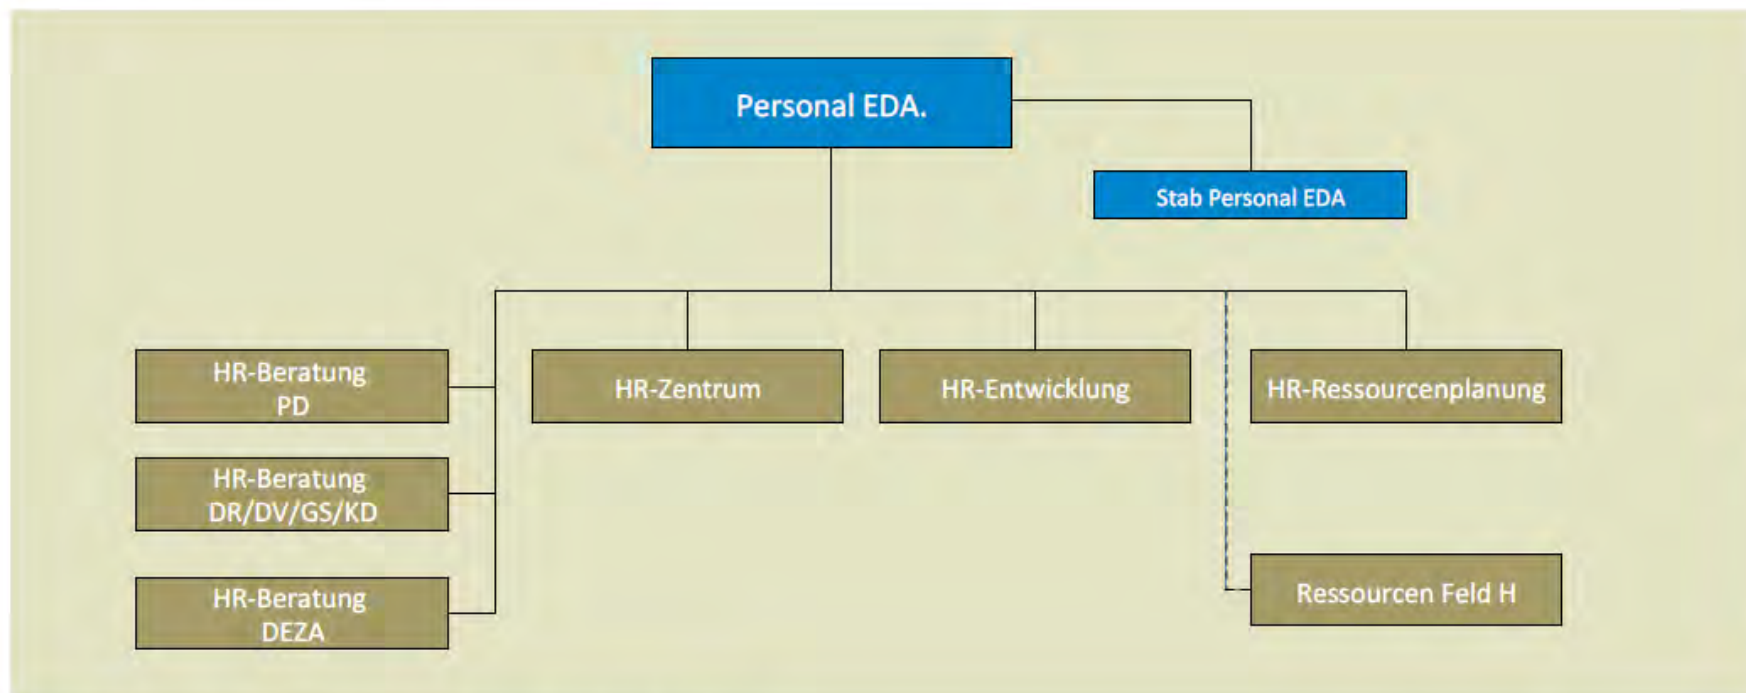 Personal EDA.
Stab Personal EDA
HR-Beratung
PD
HR-Zentrum
HR-Entwicklung
HR-Ressourcenplanung
HR-Beratung
DR/DV/GS/KD
HR-Beratung
DEZA
Ressourcen Feld H